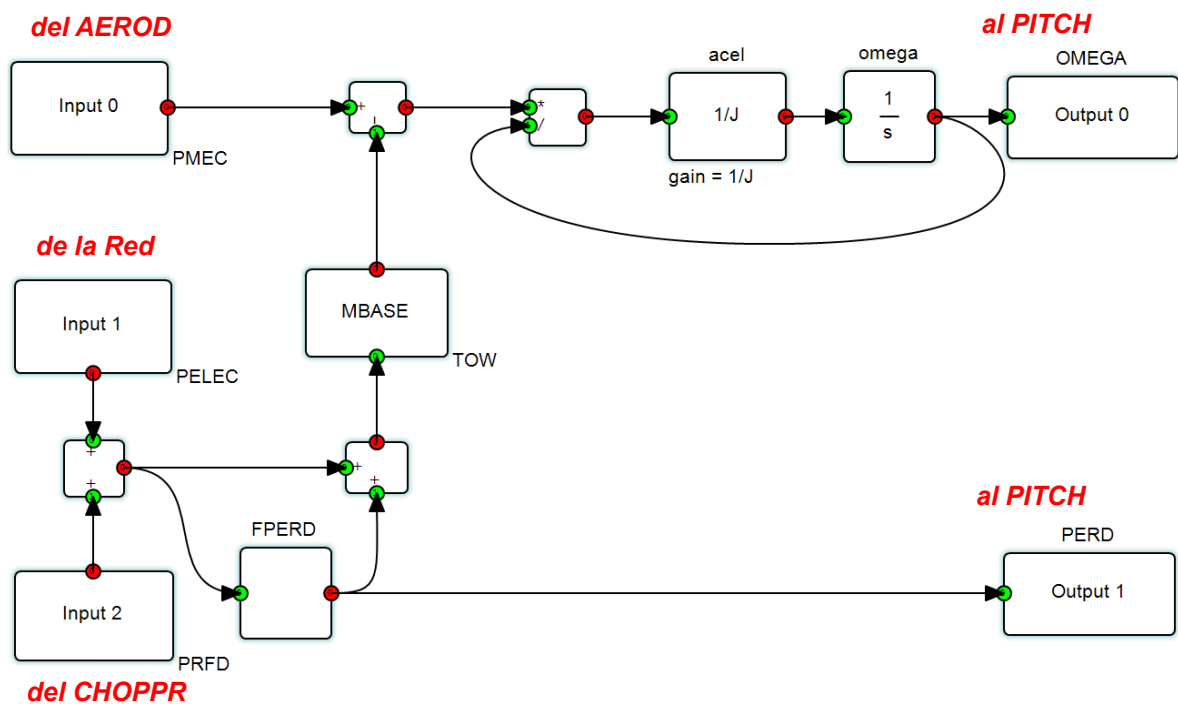 del AEROD
al PITCH
acel
omega
OMEGA
Input 0
+
−
*
/
1/J
1
s
Output 0
PMEC
gain = 1/J
de la Red
Input 1
MBASE
PELEC
TOW
+
+
+
+
al PITCH
FPERD
PERD
Input 2
Output 1
PRFD
del CHOPPR